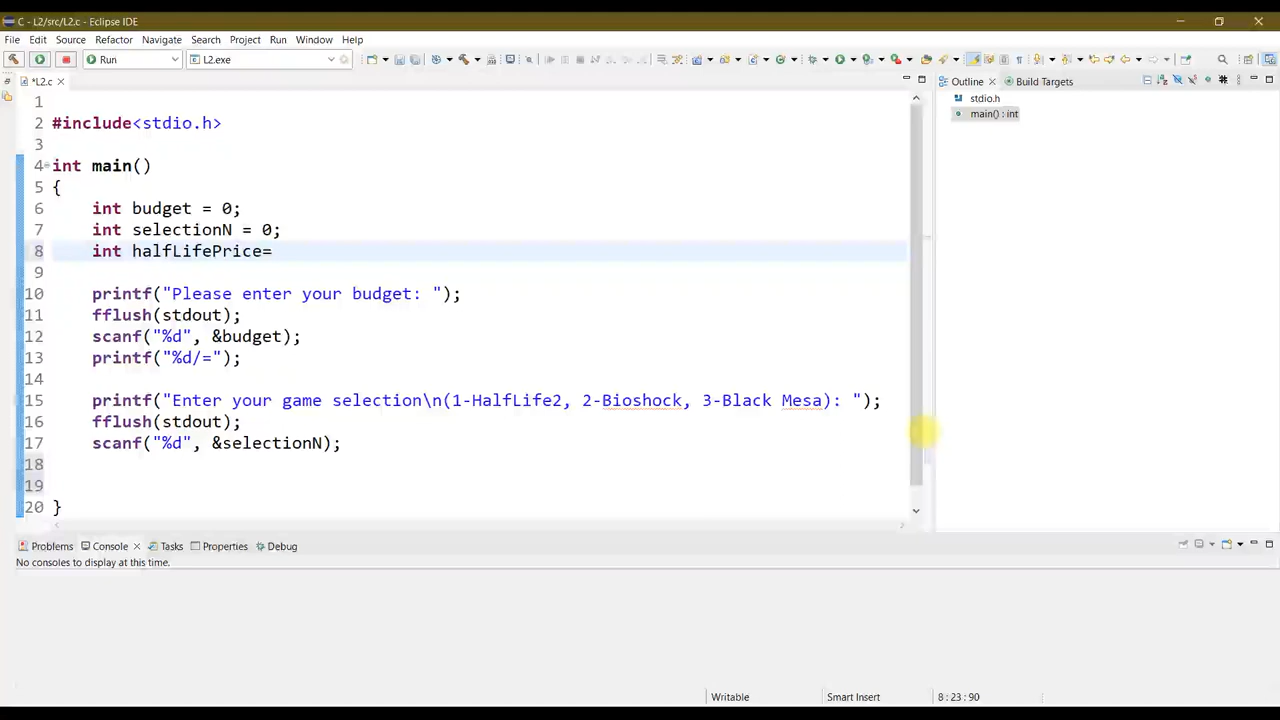 C - L2/src/L2.c - Eclipse IDE
File Edit Source Refactor Navigate Search Project Run Window Help
Run L2.exe
*L2.c
1
2 #include<stdio.h>
3
4 int main()
5 {
6 int budget = 0;
7 int selectionN = 0;
8 int halfLifePrice=
9
10 printf("Please enter your budget: ");
11 fflush(stdout);
12 scanf("%d", &budget);
13 printf("%d/=");
14
15 printf("Enter your game selection\n(1-HalfLife2, 2-Bioshock, 3-Black Mesa): ");
16 fflush(stdout);
17 scanf("%d", &selectionN);
18
19
20 }
Outline Build Targets
stdio.h
main() : int
Problems Console Tasks Properties Debug
No consoles to display at this time.
Writable Smart Insert 8 : 23 : 90